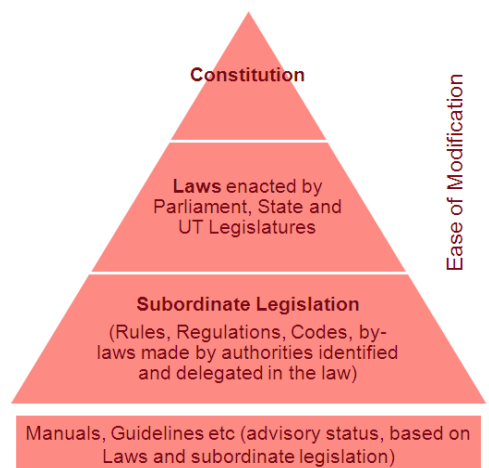 Constitution
Laws enacted by
Parliament, State and
UT Legislatures
Ease of Modification
Subordinate Legislation
(Rules, Regulations, Codes, by-
laws made by authorities identified
and delegated in the law)
Manuals, Guidelines etc (advisory status, based on
Laws and subordinate legislation)